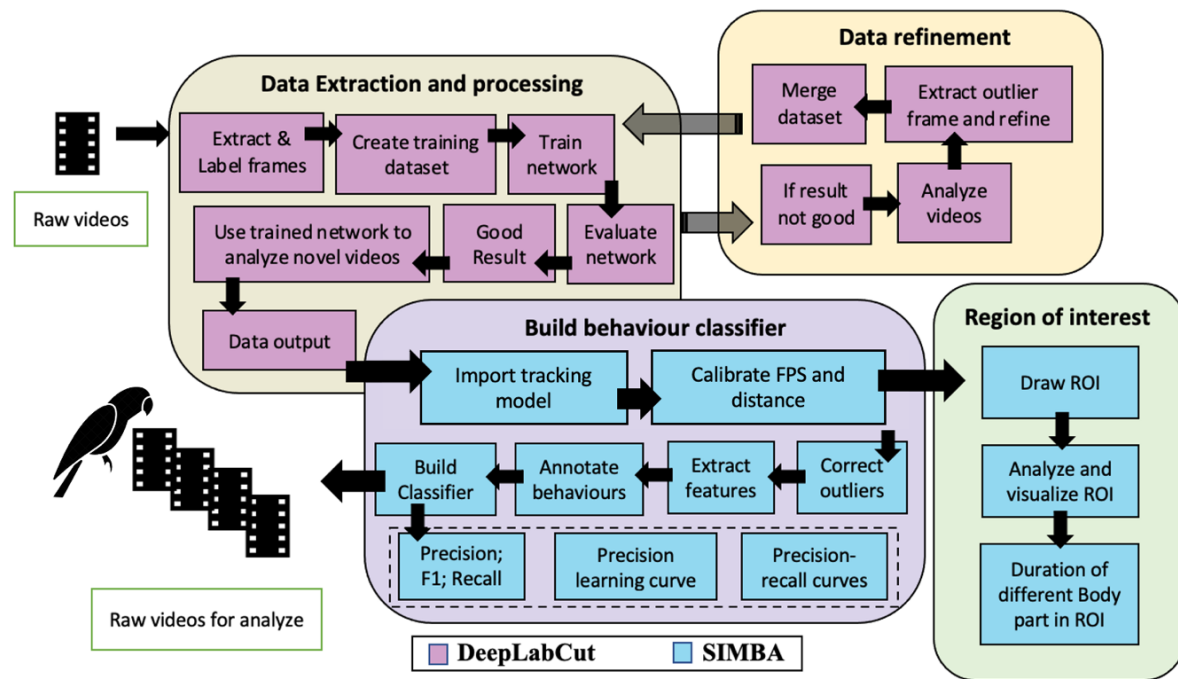 Data Extraction and processing
Extract &
Label frames
Create training
dataset
Train
network
Raw videos
Use trained network to
analyze novel videos
Good
Result
Evaluate
network
Data output
Data refinement
Merge
dataset
Extract outlier
frame and refine
If result
not good
Analyze
videos
Build behaviour classifier
Import tracking
model
Calibrate FPS and
distance
Build
Classifier
Annotate
behaviours
Extract
features
Correct
outliers
Precision;
F1; Recall
Precision
learning curve
Precision-
recall curves
Region of interest
Draw ROI
Analyze and
visualize ROI
Duration of
different Body
part in ROI
Raw videos for analyze
DeepLabCut
SIMBA